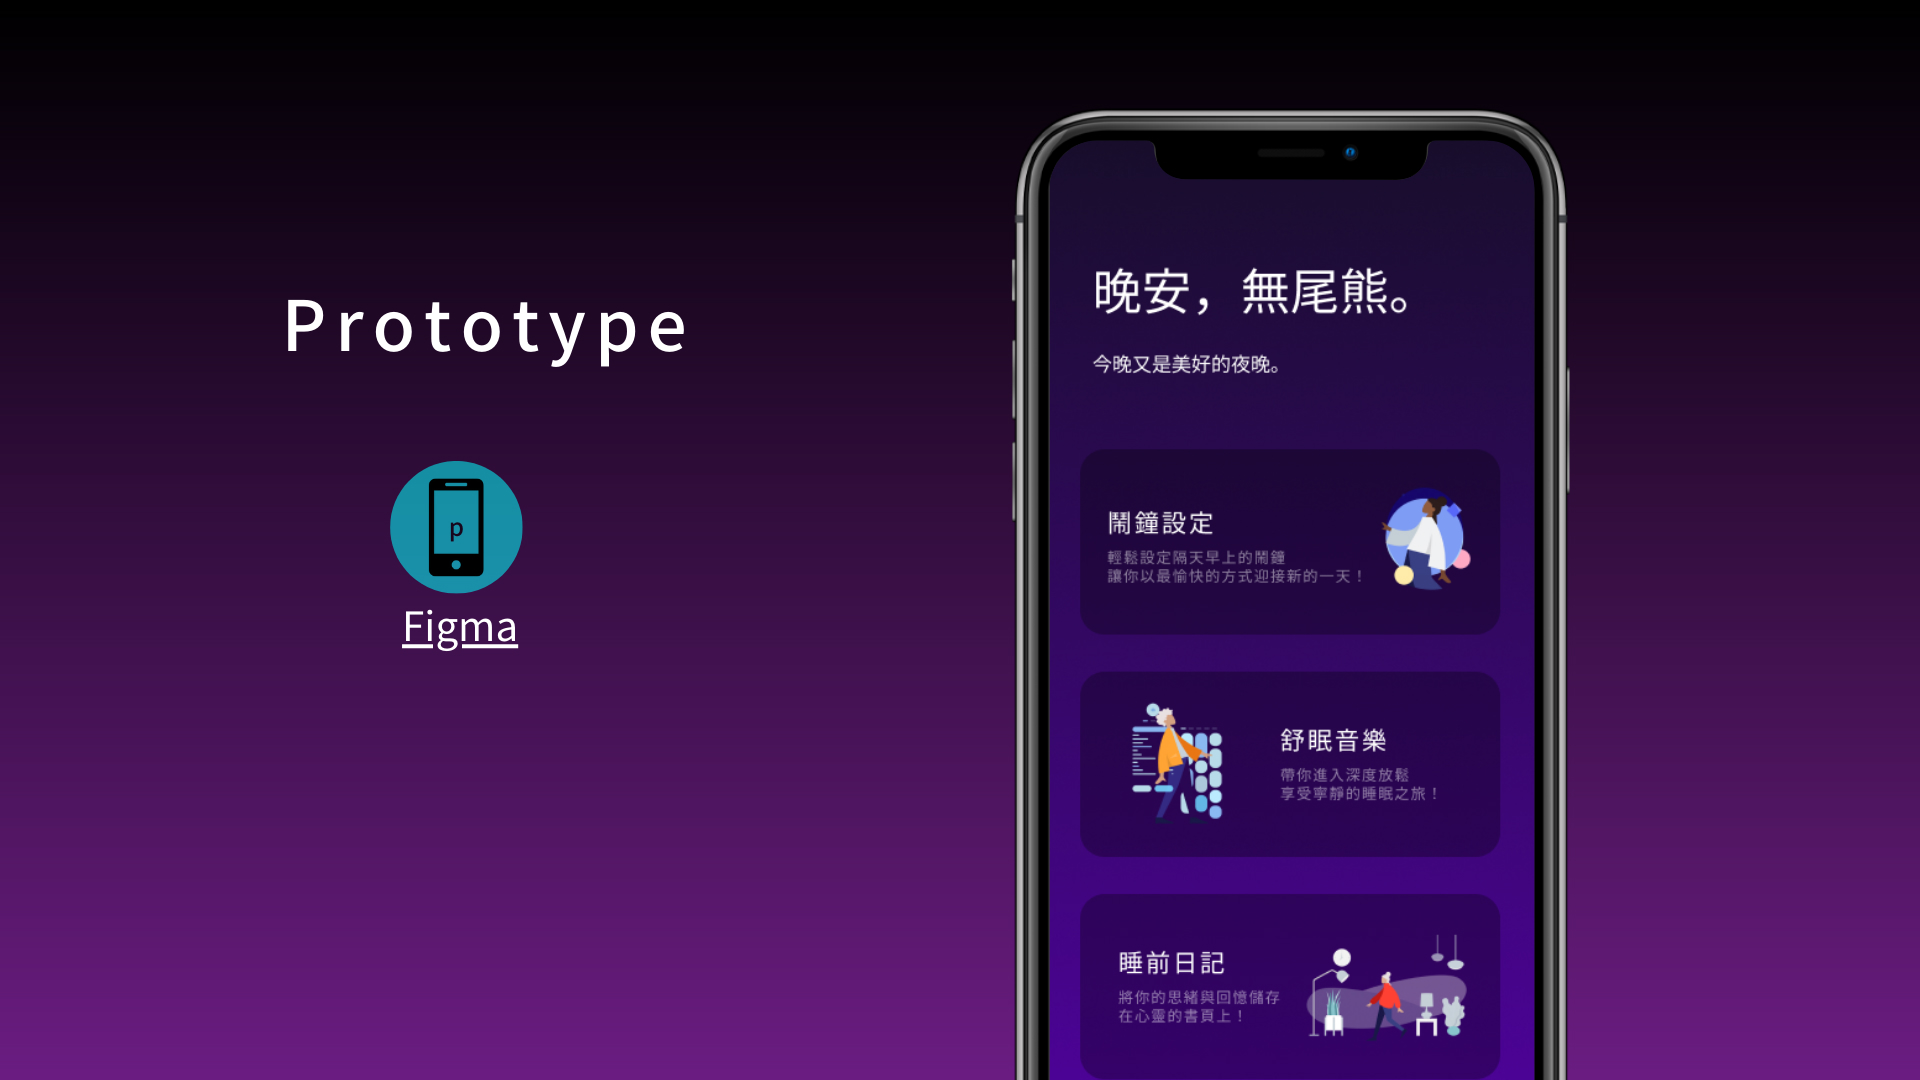 Prototype
p
Figma
晚安，無尾熊。
今晚又是美好的夜晚。
鬧鐘設定
輕鬆設定隔天早上的鬧鐘
讓你以最愉快的方式迎接新的一天！
舒眠音樂
帶你進入深度放鬆
享受寧靜的睡眠之旅！
睡前日記
將你的思緒與回憶儲存
在心靈的書頁上！